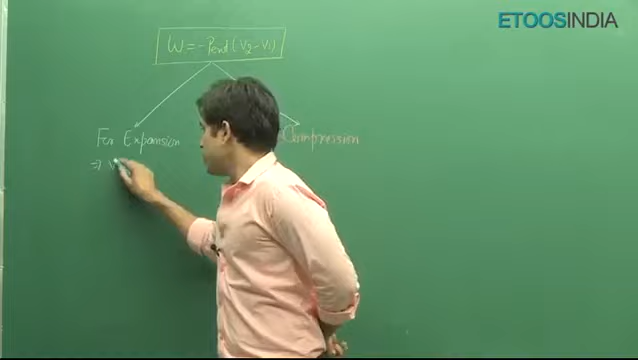 ETOOSINDIA
W = -Pext (V2 - V1)
For Expansion
Compression
⇒ V